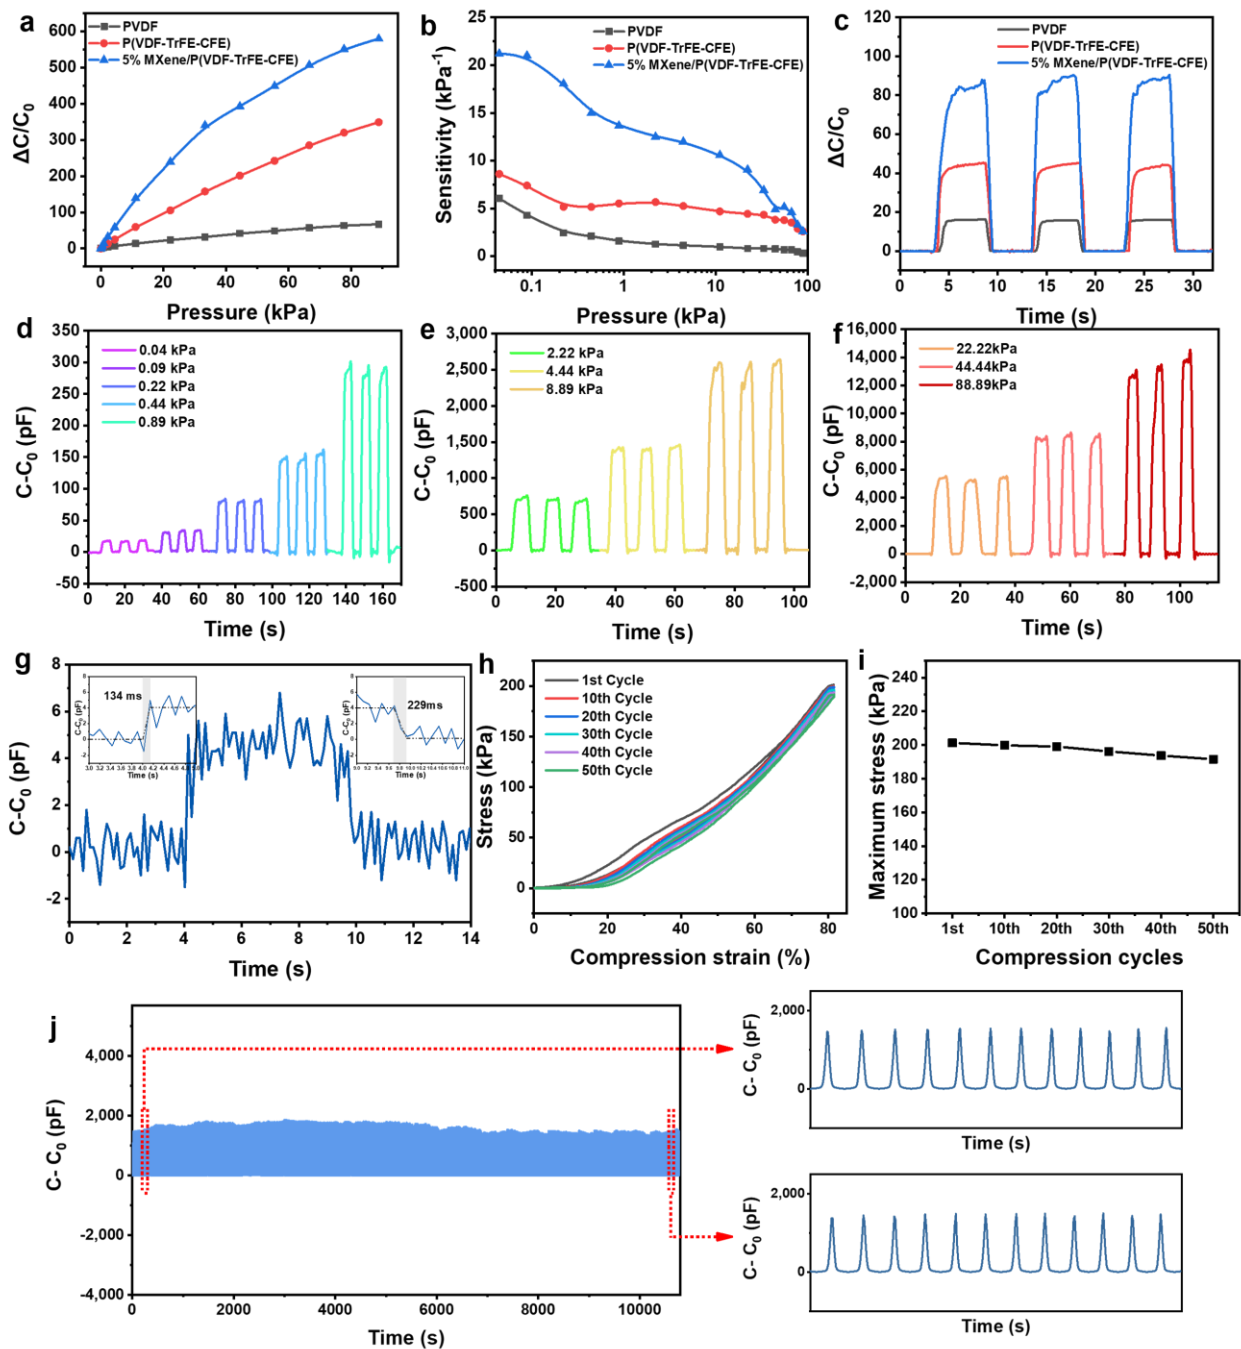 a
600
500
400
300
200
100
0
ΔC/C₀
PVDF
P(VDF-TrFE-CFE)
5% MXene/P(VDF-TrFE-CFE)
0 20 40 60 80
Pressure (kPa)
b
25
20
15
10
5
0
Sensitivity (kPa⁻¹)
PVDF
P(VDF-TrFE-CFE)
5% MXene/P(VDF-TrFE-CFE)
0.1 1 10 100
Pressure (kPa)
c
120
100
80
60
40
20
0
ΔC/C₀
PVDF
P(VDF-TrFE-CFE)
5% MXene/P(VDF-TrFE-CFE)
0 5 10 15 20 25 30
Time (s)
d
350
300
250
200
150
100
50
0
-50
C-C₀ (pF)
0.04 kPa
0.09 kPa
0.22 kPa
0.44 kPa
0.89 kPa
0 20 40 60 80 100 120 140 160
Time (s)
e
3,000
2,500
2,000
1,500
1,000
500
0
-500
C-C₀ (pF)
2.22 kPa
4.44 kPa
8.89 kPa
0 20 40 60 80 100
Time (s)
f
16,000
14,000
12,000
10,000
8,000
6,000
4,000
2,000
0
-2,000
C-C₀ (pF)
22.22kPa
44.44kPa
88.89kPa
0 20 40 60 80 100
Time (s)
g
8
6
4
2
0
-2
C-C₀ (pF)
134 ms
C-C₀ (pF)
Time (s)
229ms
C-C₀ (pF)
Time (s)
0 2 4 6 8 10 12 14
Time (s)
h
200
150
100
50
0
Stress (kPa)
1st Cycle
10th Cycle
20th Cycle
30th Cycle
40th Cycle
50th Cycle
0 20 40 60 80
Compression strain (%)
i
240
220
200
180
160
140
120
100
Maximum stress (kPa)
1st 10th 20th 30th 40th 50th
Compression cycles
j
4,000
2,000
0
-2,000
-4,000
C- C₀ (pF)
0 2000 4000 6000 8000 10000
Time (s)
2,000
0
C- C₀ (pF)
Time (s)
2,000
0
C- C₀ (pF)
Time (s)